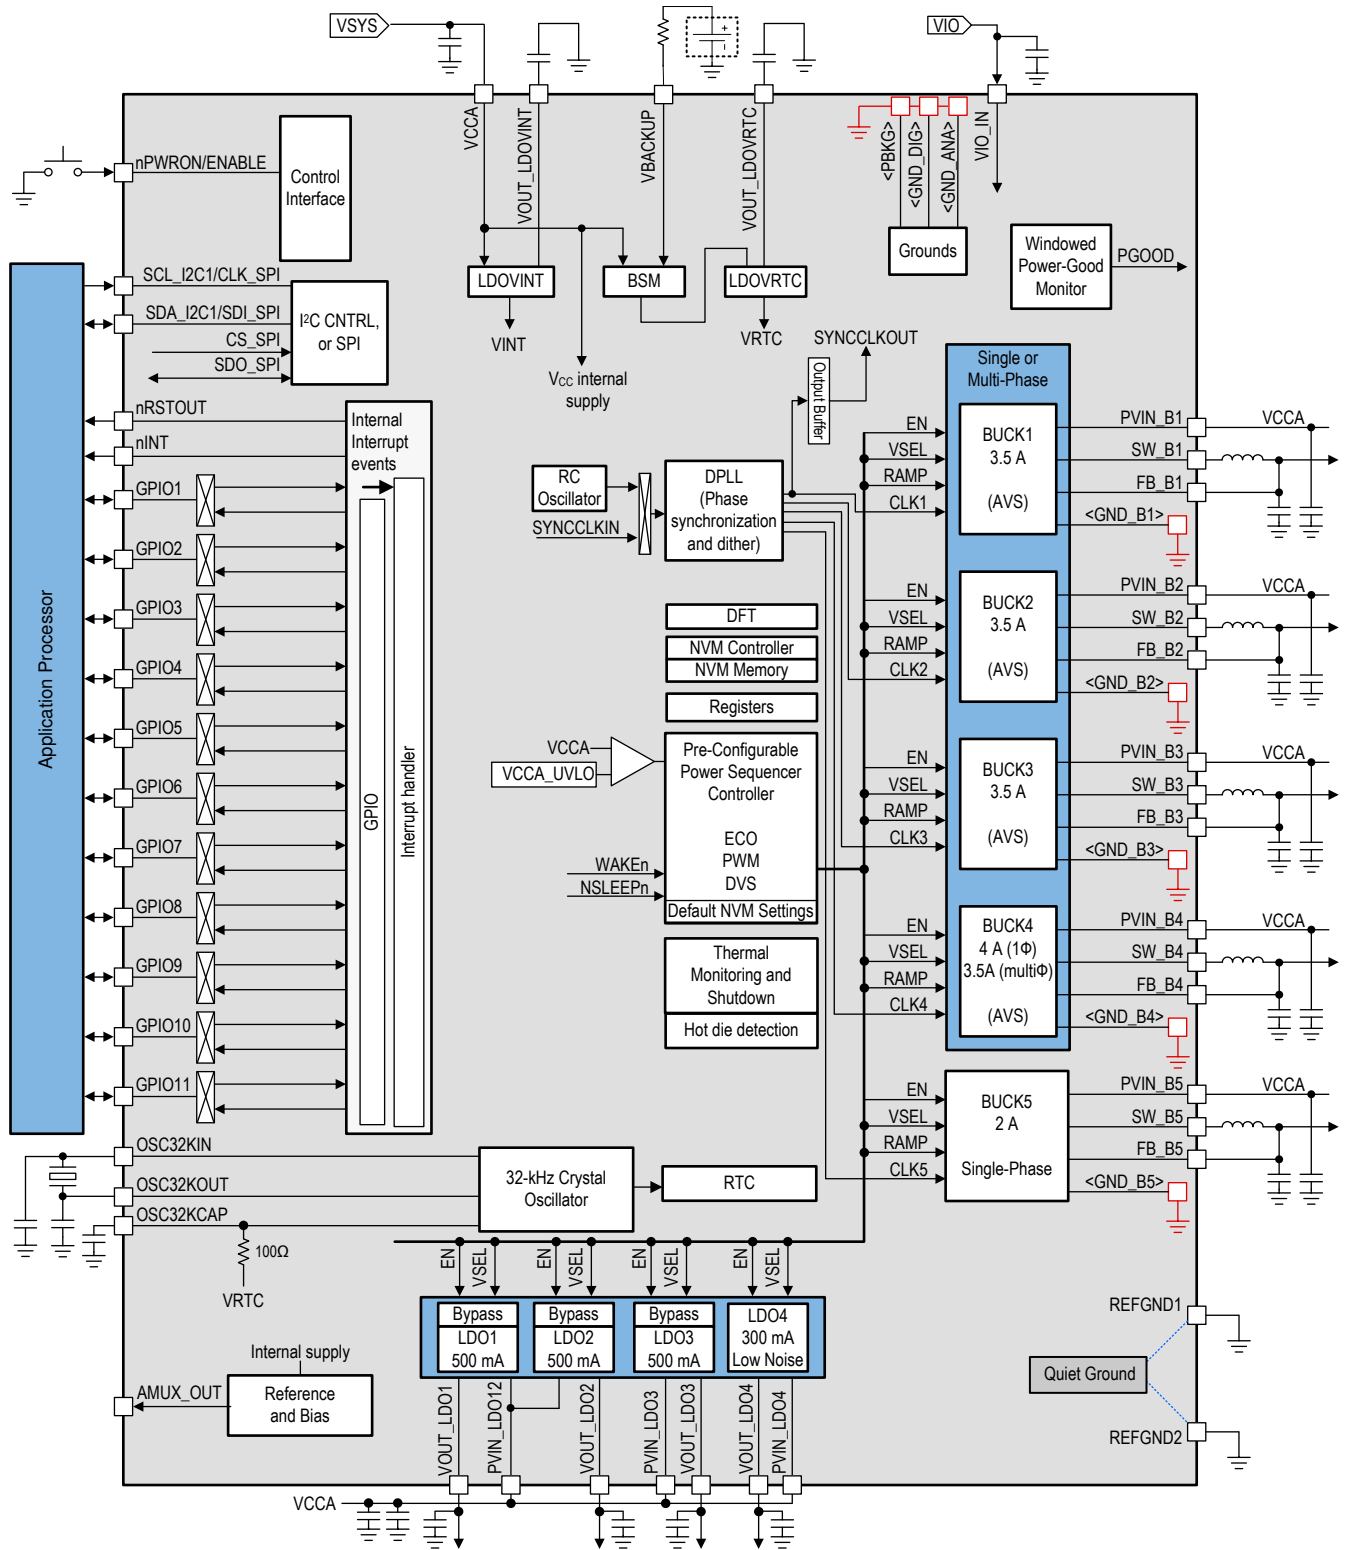 VSYS
VIO
+
-
VCCA
VOUT_LDOVINT
VBACKUP
VOUT_LDOVRTC
<PBKG>
<GND_DIG>
<GND_ANA>
VIO_IN
nPWRON/ENABLE
Control
Interface
Grounds
Windowed
Power-Good
Monitor
PGOOD
LDOVINT
BSM
LDOVRTC
VINT
VRTC
VCC internal
supply
SCL_I2C1/CLK_SPI
SDA_I2C1/SDI_SPI
CS_SPI
SDO_SPI
I²C CNTRL,
or SPI
Application Processor
nRSTOUT
nINT
GPIO1
GPIO2
GPIO3
GPIO4
GPIO5
GPIO6
GPIO7
GPIO8
GPIO9
GPIO10
GPIO11
Internal
Interrupt
events
GPIO
Interrupt handler
SYNCCLKOUT
Output Buffer
RC
Oscillator
SYNCCLKIN
DPLL
(Phase
synchronization
and dither)
DFT
NVM Controller
NVM Memory
Registers
VCCA
VCCA_UVLO
Pre-Configurable
Power Sequencer
Controller
ECO
PWM
DVS
Default NVM Settings
WAKEn
NSLEEPn
Thermal
Monitoring and
Shutdown
Hot die detection
Single or
Multi-Phase
EN
VSEL
RAMP
CLK1
BUCK1
3.5 A
(AVS)
PVIN_B1
VCCA
SW_B1
FB_B1
<GND_B1>
EN
VSEL
RAMP
CLK2
BUCK2
3.5 A
(AVS)
PVIN_B2
VCCA
SW_B2
FB_B2
<GND_B2>
EN
VSEL
RAMP
CLK3
BUCK3
3.5 A
(AVS)
PVIN_B3
VCCA
SW_B3
FB_B3
<GND_B3>
EN
VSEL
RAMP
CLK4
BUCK4
4 A (1Φ)
3.5A (multiΦ)
(AVS)
PVIN_B4
VCCA
SW_B4
FB_B4
<GND_B4>
EN
VSEL
RAMP
CLK5
BUCK5
2 A
Single-Phase
PVIN_B5
VCCA
SW_B5
FB_B5
<GND_B5>
OSC32KIN
OSC32KOUT
OSC32KCAP
100Ω
VRTC
32-kHz Crystal
Oscillator
RTC
EN
VSEL
EN
VSEL
EN
VSEL
EN
VSEL
Bypass
LDO1
500 mA
Bypass
LDO2
500 mA
Bypass
LDO3
500 mA
LDO4
300 mA
Low Noise
Internal supply
Reference
and Bias
AMUX_OUT
VOUT_LDO1
PVIN_LDO12
VOUT_LDO2
PVIN_LDO3
VOUT_LDO3
VOUT_LDO4
PVIN_LDO4
VCCA
REFGND1
Quiet Ground
REFGND2